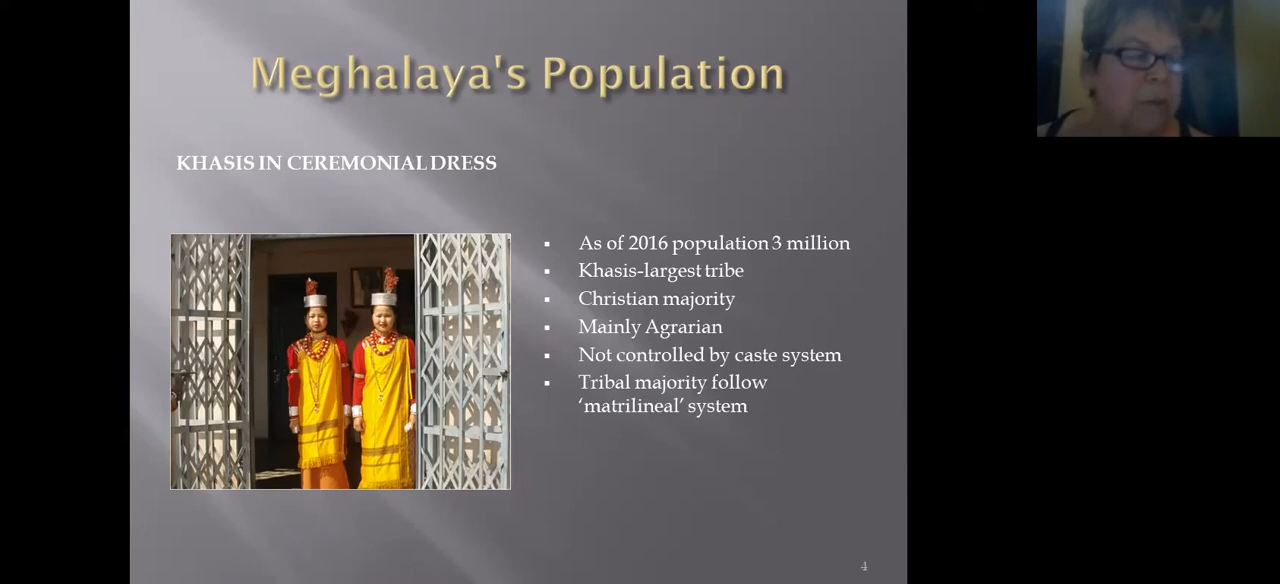 Meghalaya's Population
KHASIS IN CEREMONIAL DRESS
▪ As of 2016 population 3 million
▪ Khasis-largest tribe
▪ Christian majority
▪ Mainly Agrarian
▪ Not controlled by caste system
▪ Tribal majority follow
‘matrilineal’ system
4